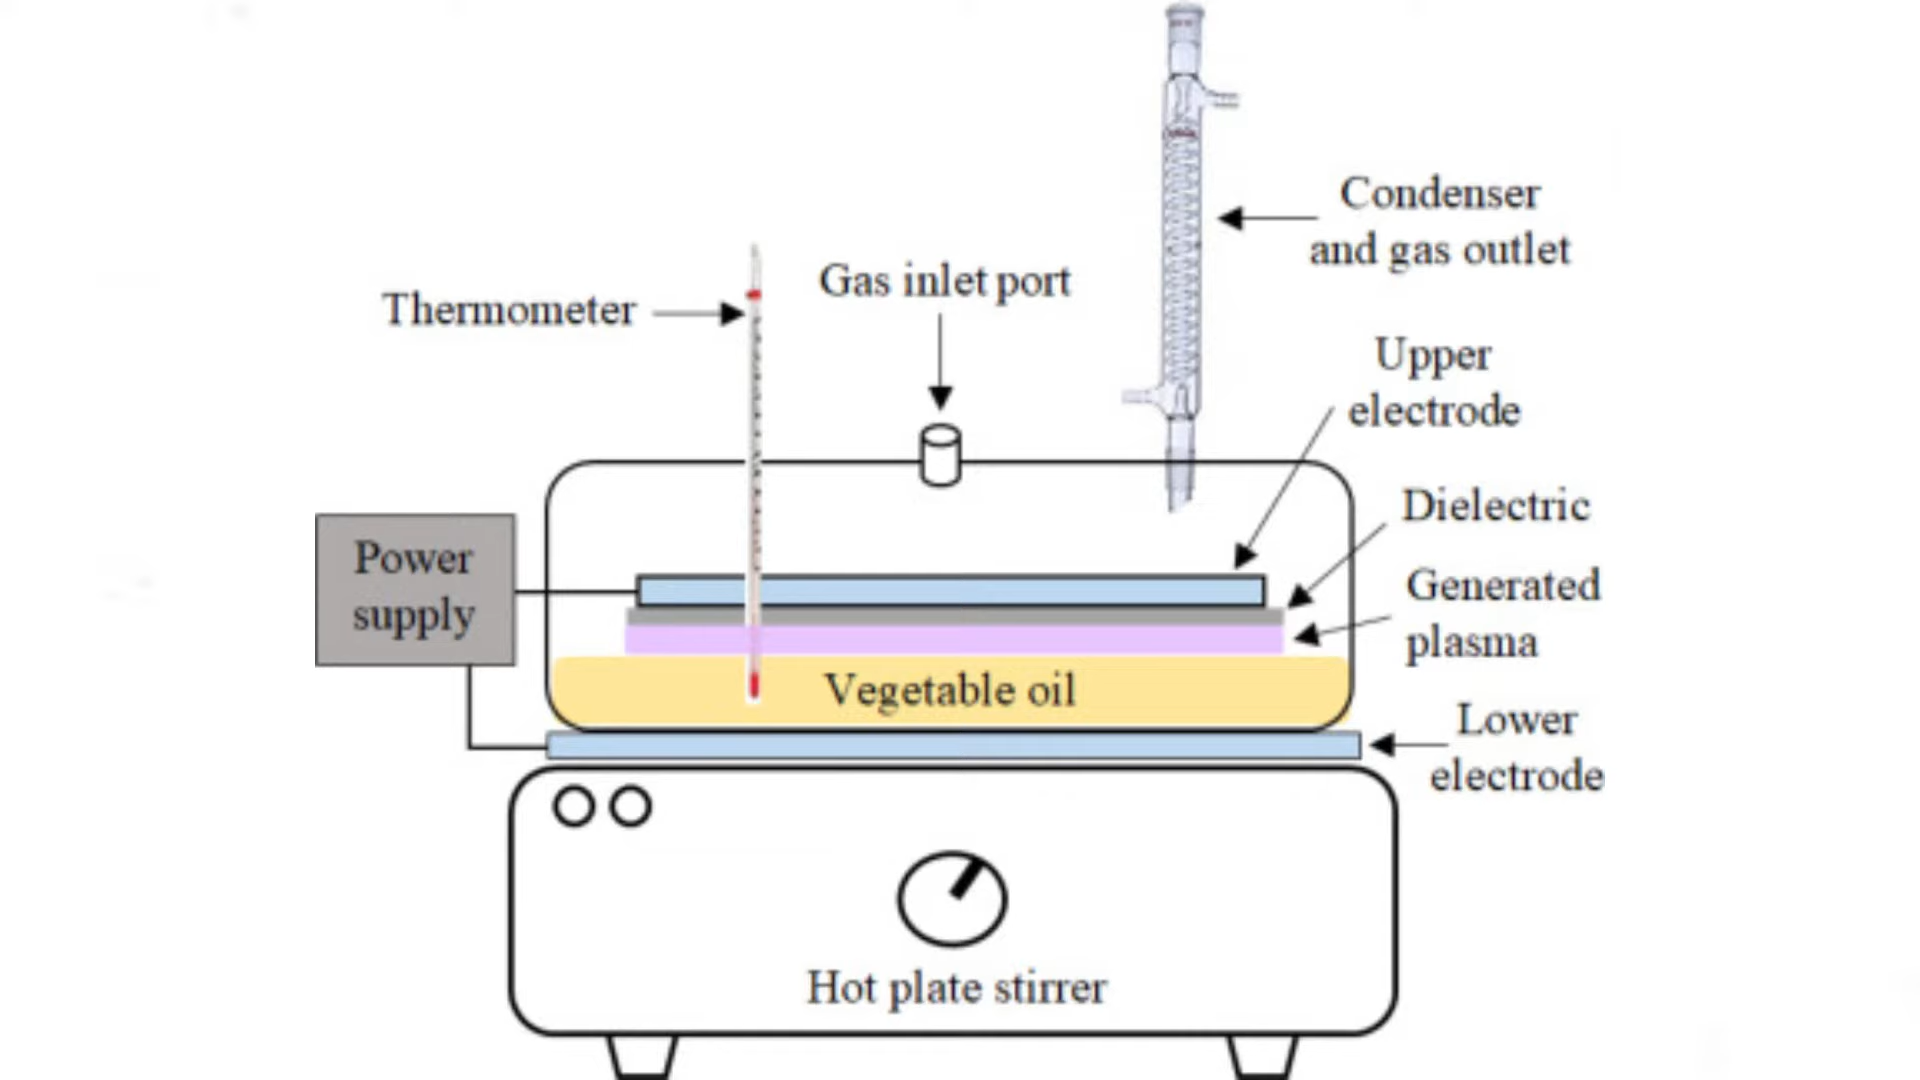 Condenser
and gas outlet
Gas inlet port
Thermometer
Upper
electrode
Dielectric
Power
supply
Generated
plasma
Vegetable oil
Lower
electrode
Hot plate stirrer